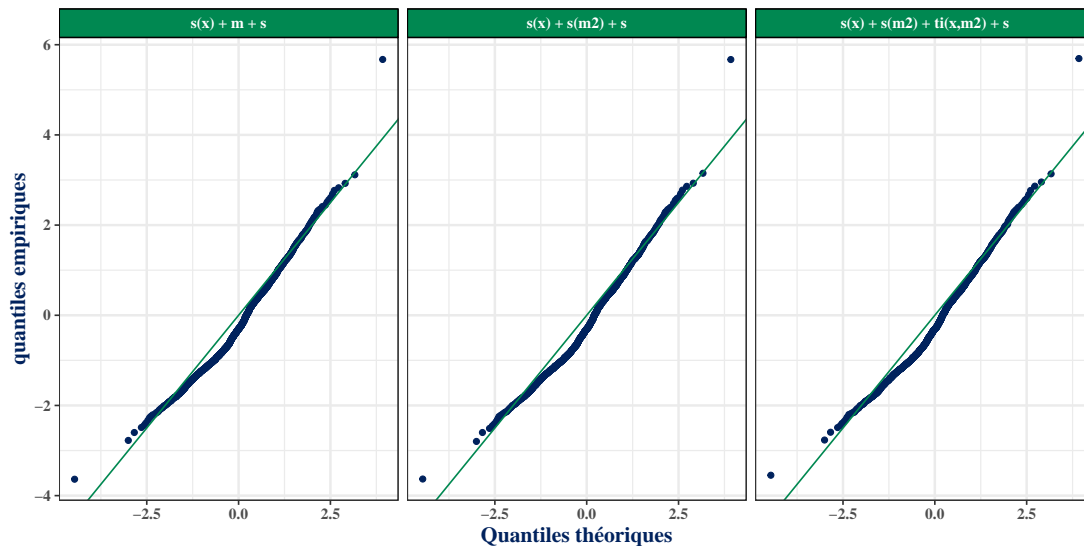 s(x) + m + s
s(x) + s(m2) + s
s(x) + s(m2) + ti(x,m2) + s
quantiles empiriques
6
4
2
0
−2
−4
−2.5 0.0 2.5
−2.5 0.0 2.5
−2.5 0.0 2.5
Quantiles théoriques